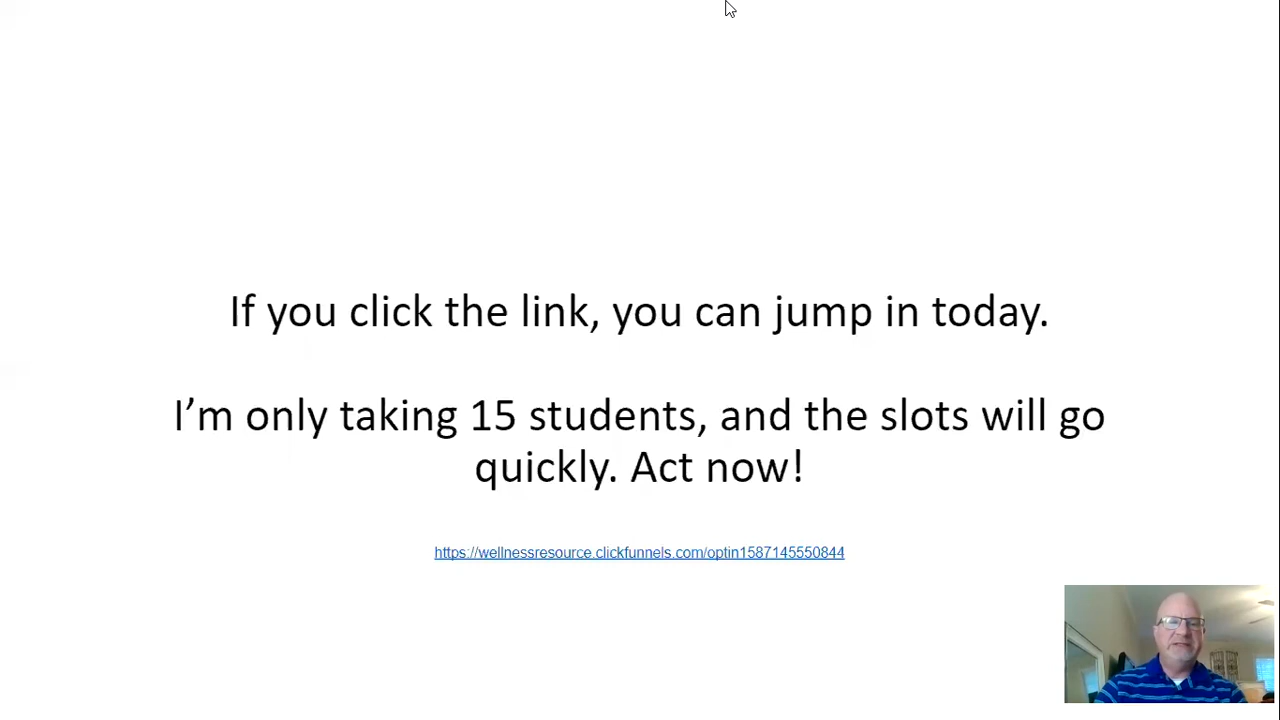 If you click the link, you can jump in today.
I’m only taking 15 students, and the slots will go
quickly. Act now!
https://wellnessresource.clickfunnels.com/optin1587145550844